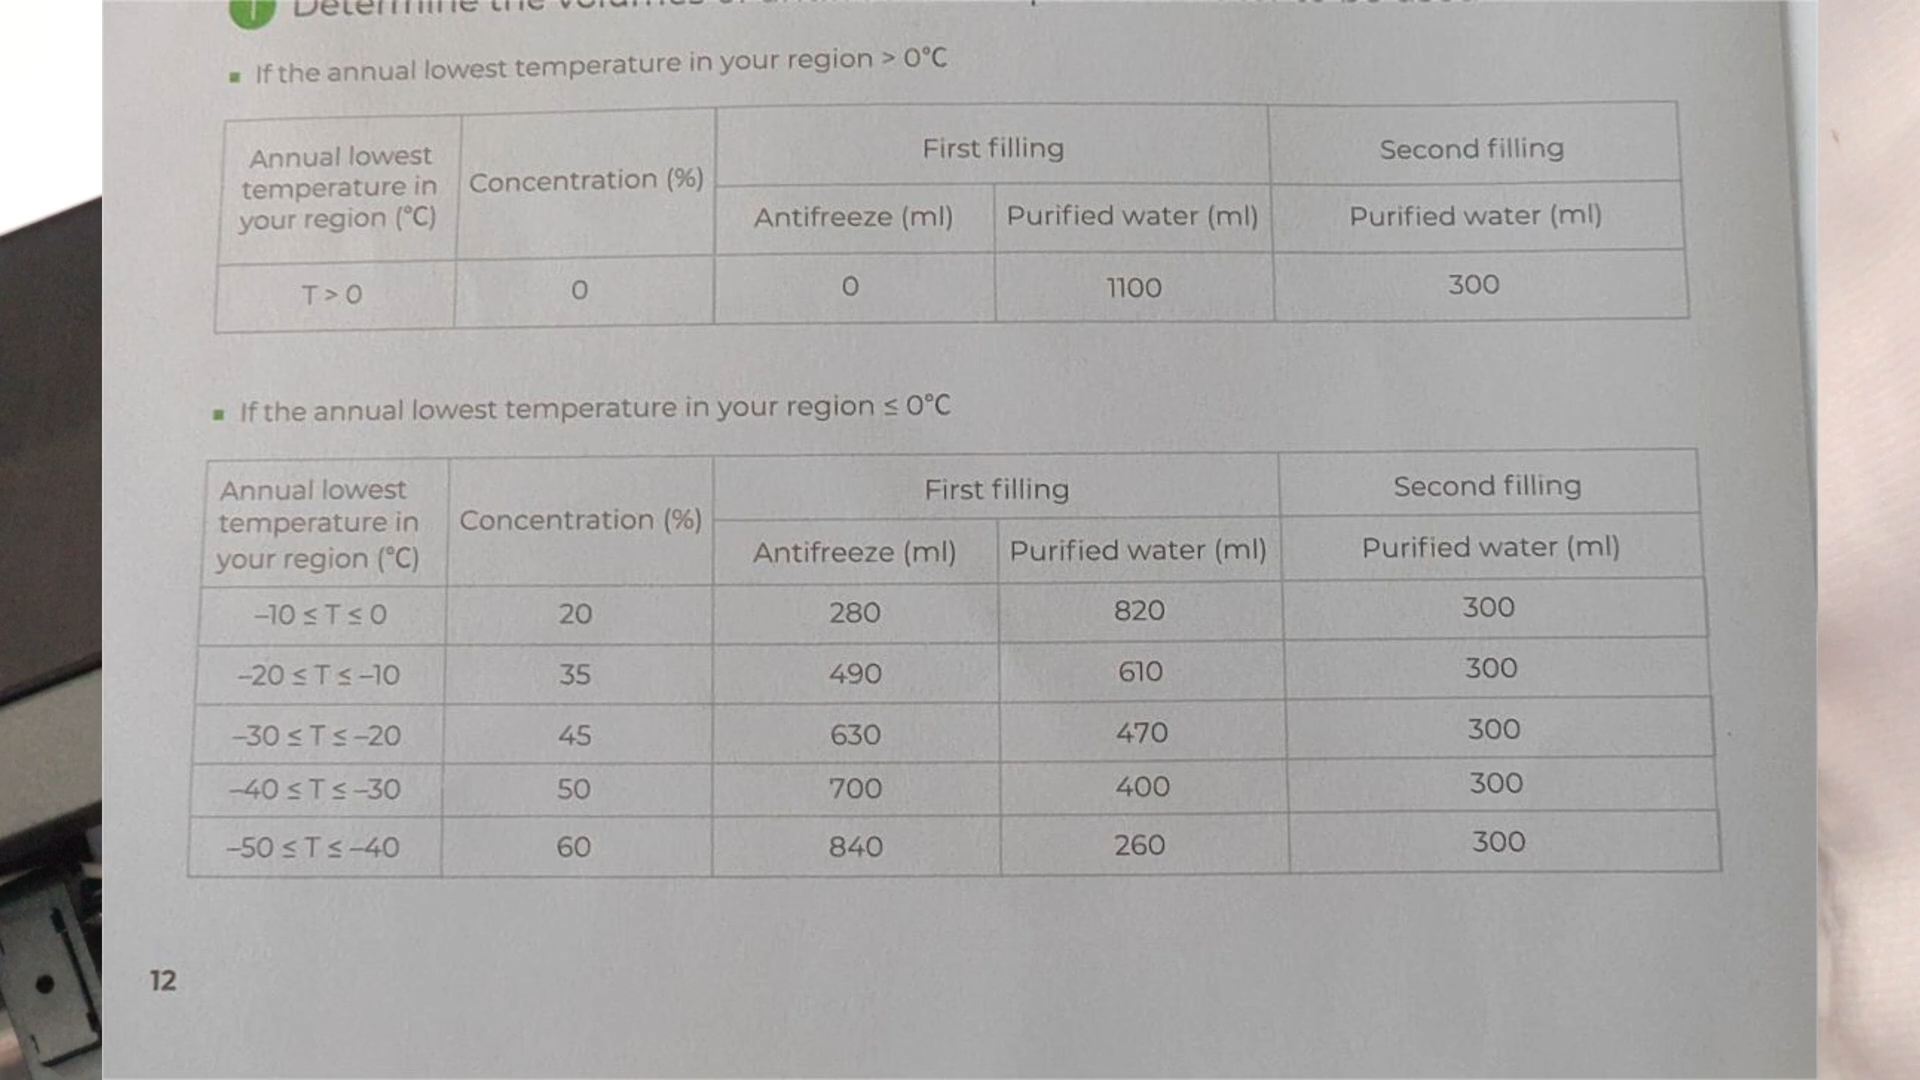 Determine the volumes of
If the annual lowest temperature in your region > 0°C
Annual lowest temperature in your region (°C) Concentration (%) First filling Second filling
Antifreeze (ml) Purified water (ml) Purified water (ml)
T > 0 0 0 1100 300
If the annual lowest temperature in your region ≤ 0°C
Annual lowest temperature in your region (°C) Concentration (%) First filling Second filling
Antifreeze (ml) Purified water (ml) Purified water (ml)
–10 ≤ T ≤ 0 20 280 820 300
–20 ≤ T ≤ –10 35 490 610 300
–30 ≤ T ≤ –20 45 630 470 300
–40 ≤ T ≤ –30 50 700 400 300
–50 ≤ T ≤ –40 60 840 260 300
12